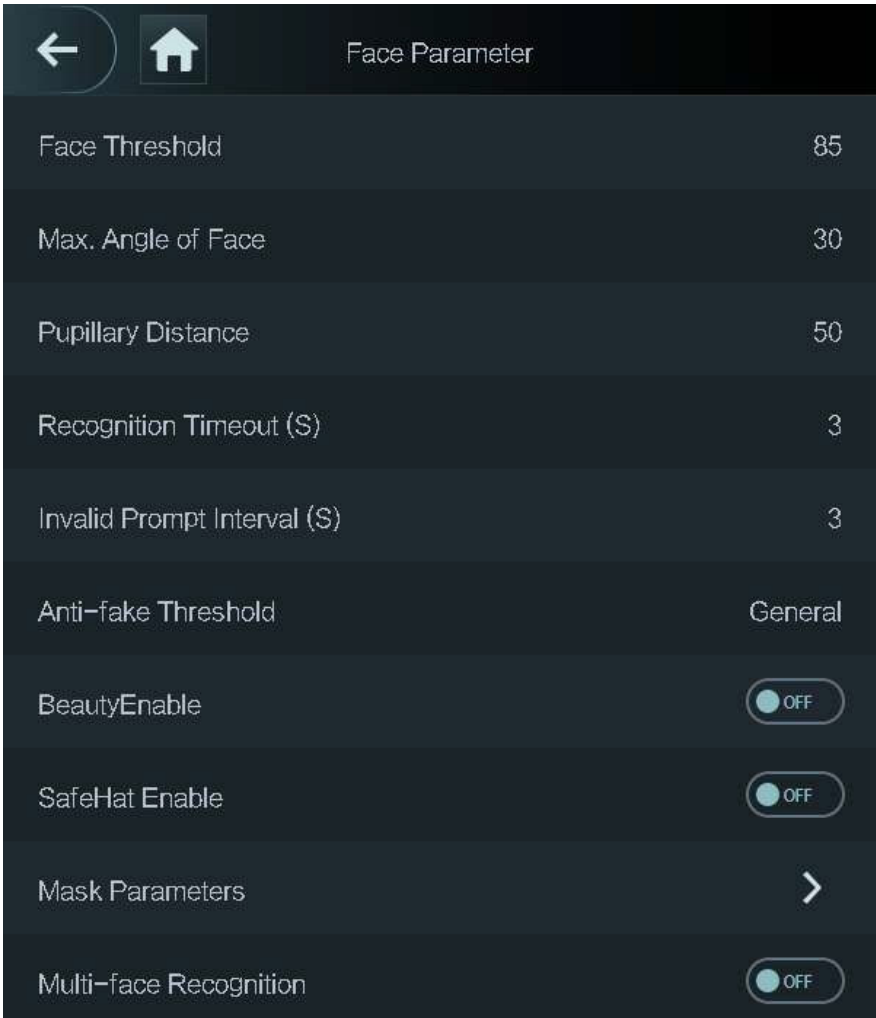 Face Parameter
Face Threshold 85
Max. Angle of Face 30
Pupillary Distance 50
Recognition Timeout (S) 3
Invalid Prompt Interval (S) 3
Anti-fake Threshold General
BeautyEnable OFF
SafeHat Enable OFF
Mask Parameters
Multi-face Recognition OFF